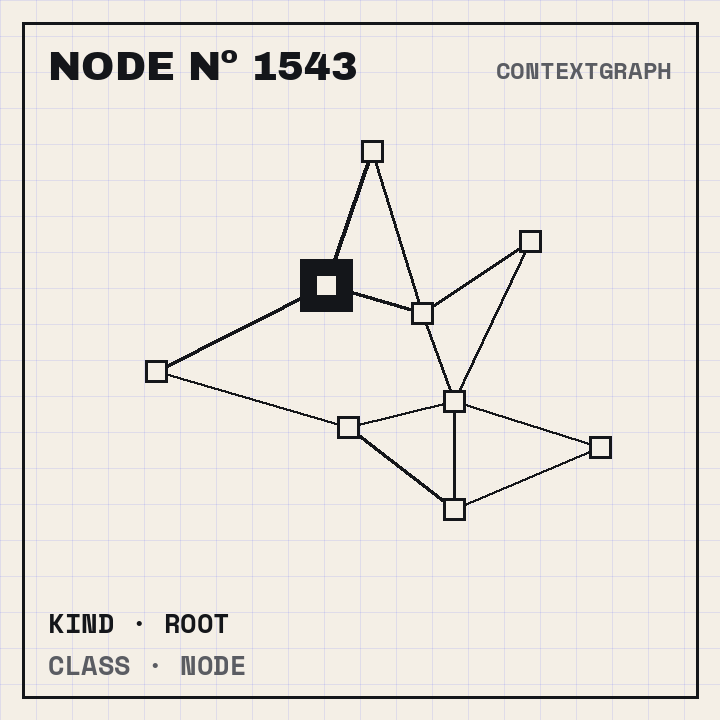 NODE Nº 1543
CONTEXTGRAPH
KIND · ROOT
CLASS · NODE